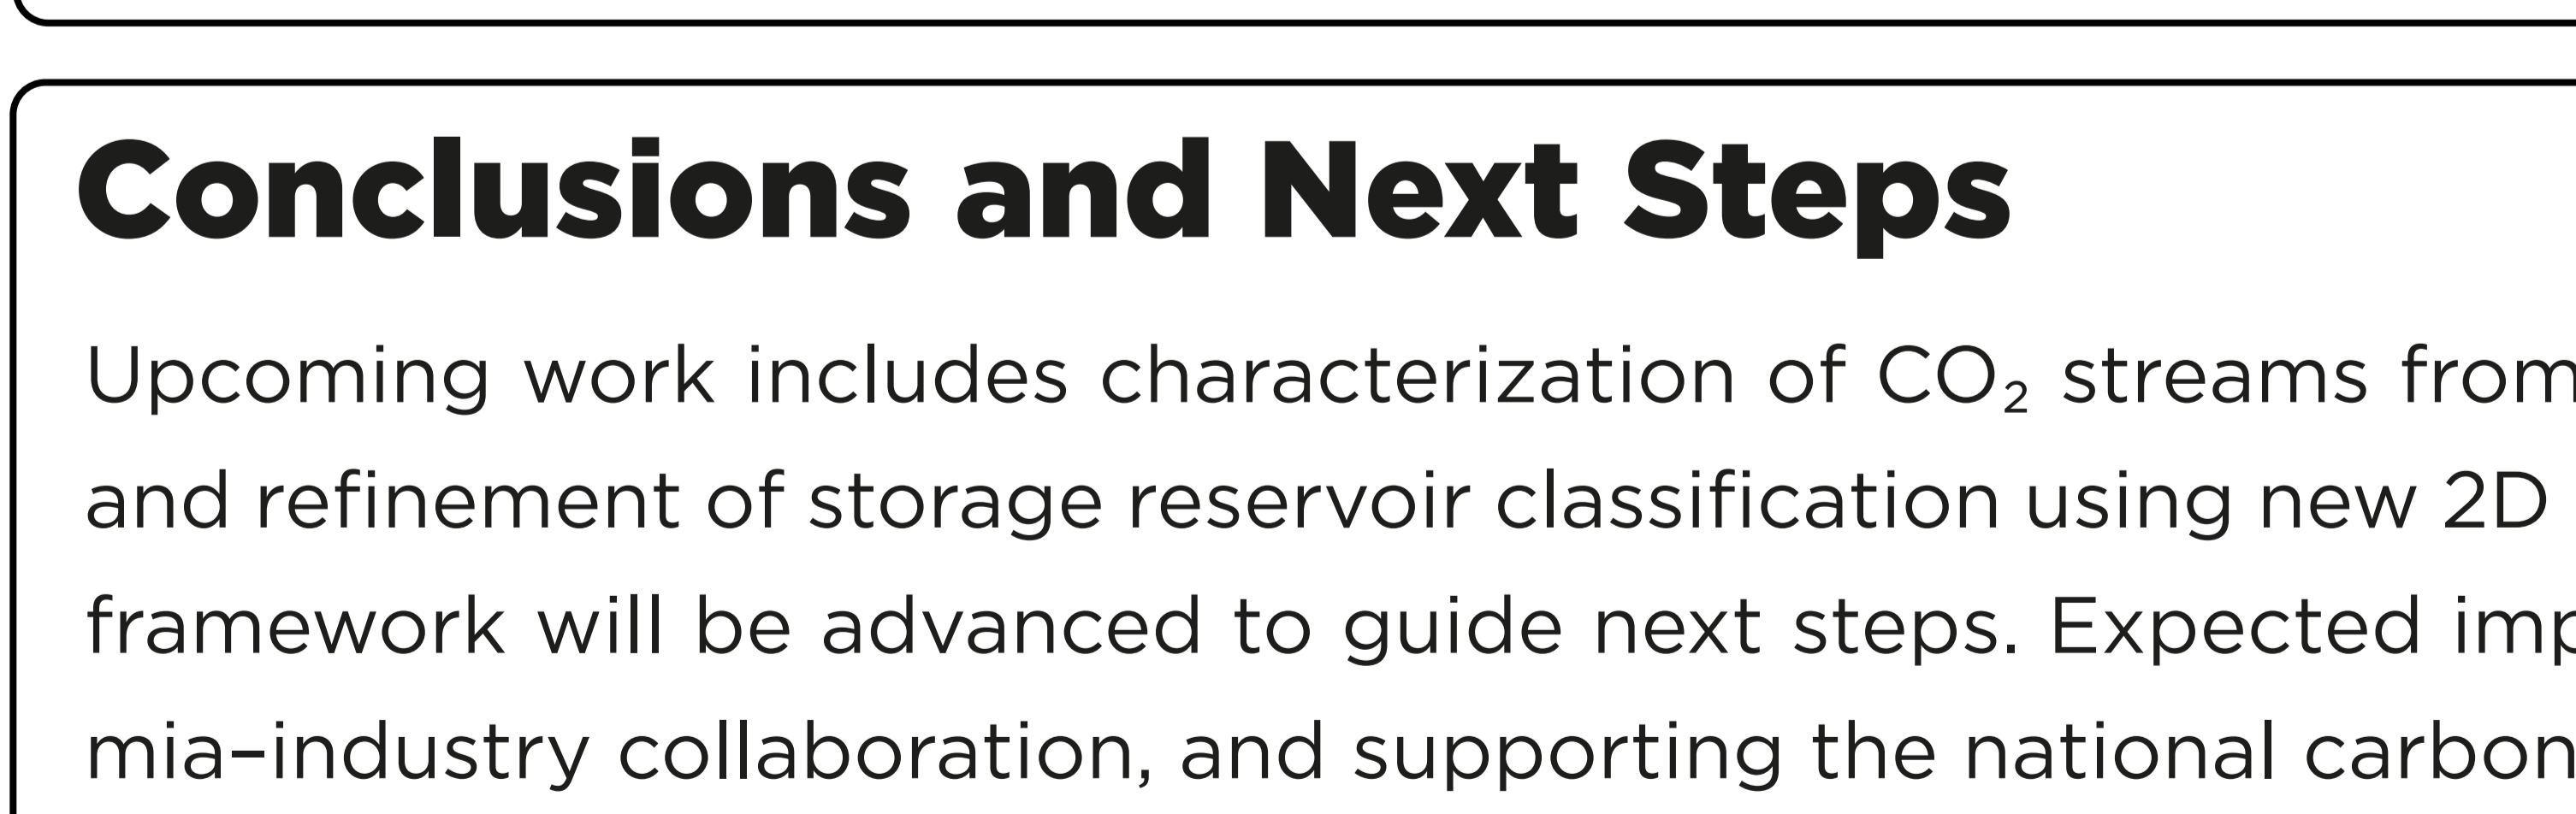 Conclusions and Next Steps
Upcoming work includes characterization of CO₂ streams from
and refinement of storage reservoir classification using new 2D
framework will be advanced to guide next steps. Expected imp
mia–industry collaboration, and supporting the national carbon